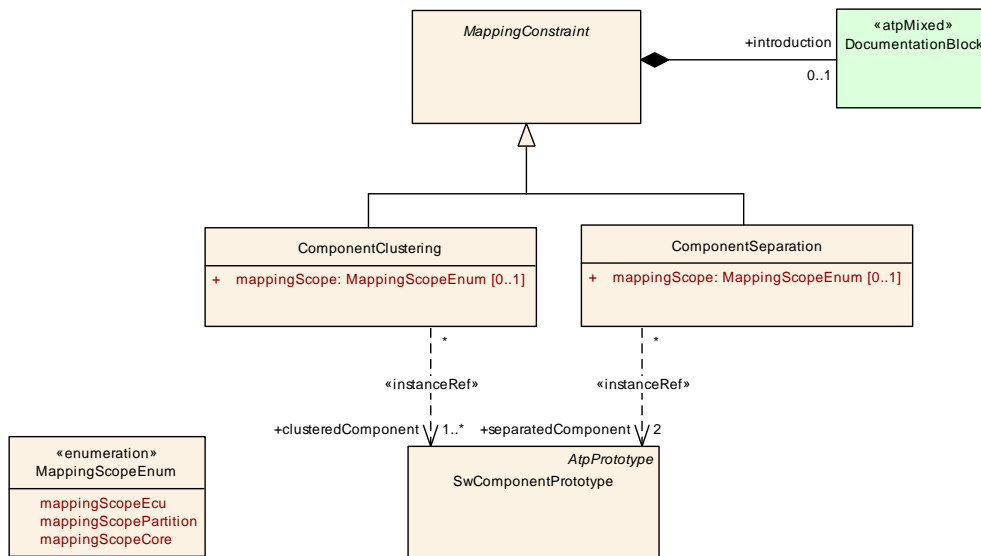 MappingConstraint
«atpMixed»
DocumentationBlock
+introduction
0..1
ComponentClustering
+ mappingScope: MappingScopeEnum [0..1]
ComponentSeparation
+ mappingScope: MappingScopeEnum [0..1]
*
*
«instanceRef»
«instanceRef»
+clusteredComponent
1..*
+separatedComponent
2
AtpPrototype
SwComponentPrototype
«enumeration»
MappingScopeEnum
mappingScopeEcu
mappingScopePartition
mappingScopeCore